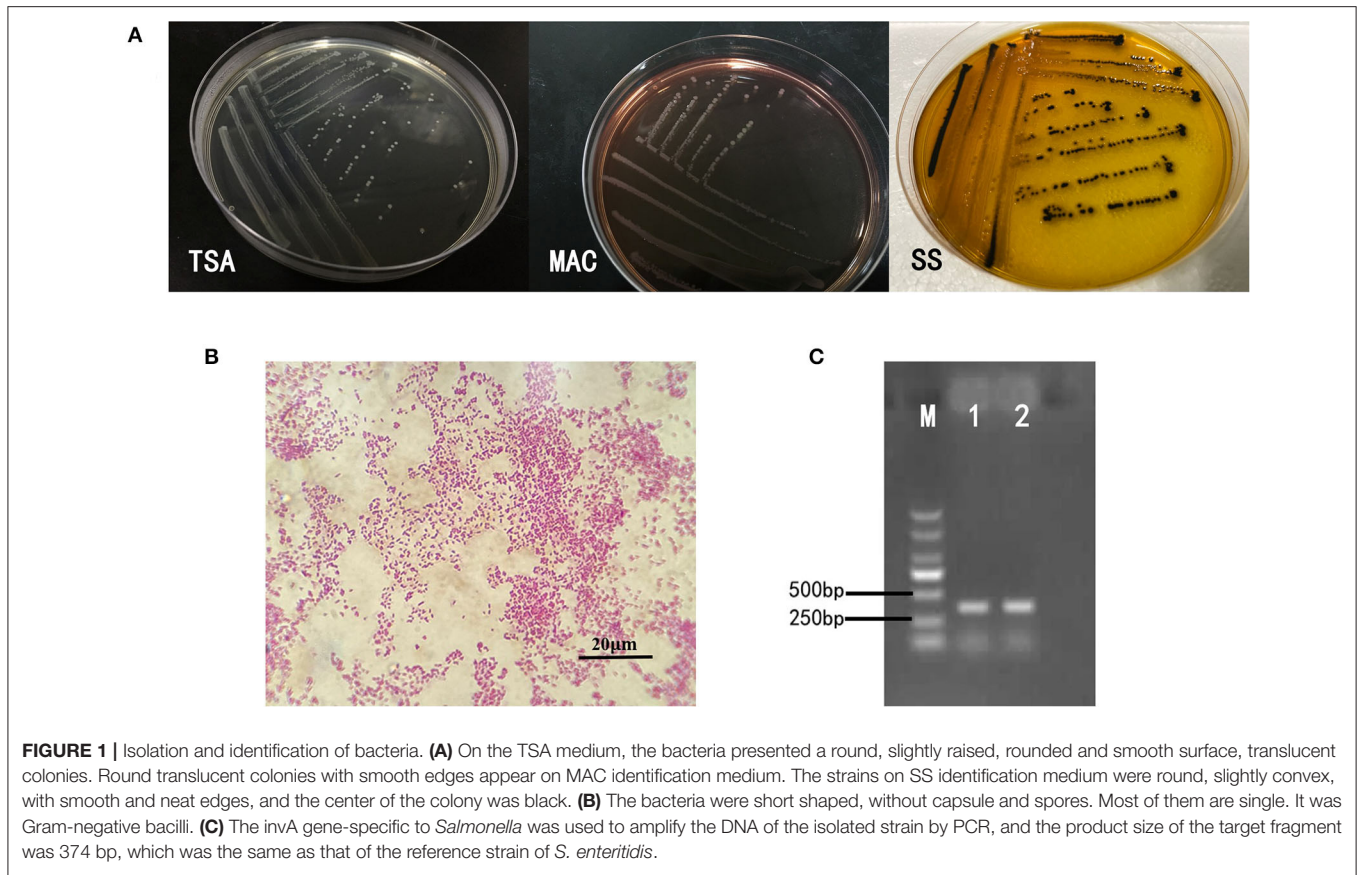 A
TSA
MAC
SS
B
20μm
C
M 1 2
500bp
250bp
FIGURE 1 | Isolation and identification of bacteria. (A) On the TSA medium, the bacteria presented a round, slightly raised, rounded and smooth surface, translucent
colonies. Round translucent colonies with smooth edges appear on MAC identification medium. The strains on SS identification medium were round, slightly convex,
with smooth and neat edges, and the center of the colony was black. (B) The bacteria were short shaped, without capsule and spores. Most of them are single. It was
Gram-negative bacilli. (C) The invA gene-specific to Salmonella was used to amplify the DNA of the isolated strain by PCR, and the product size of the target fragment
was 374 bp, which was the same as that of the reference strain of S. enteritidis.